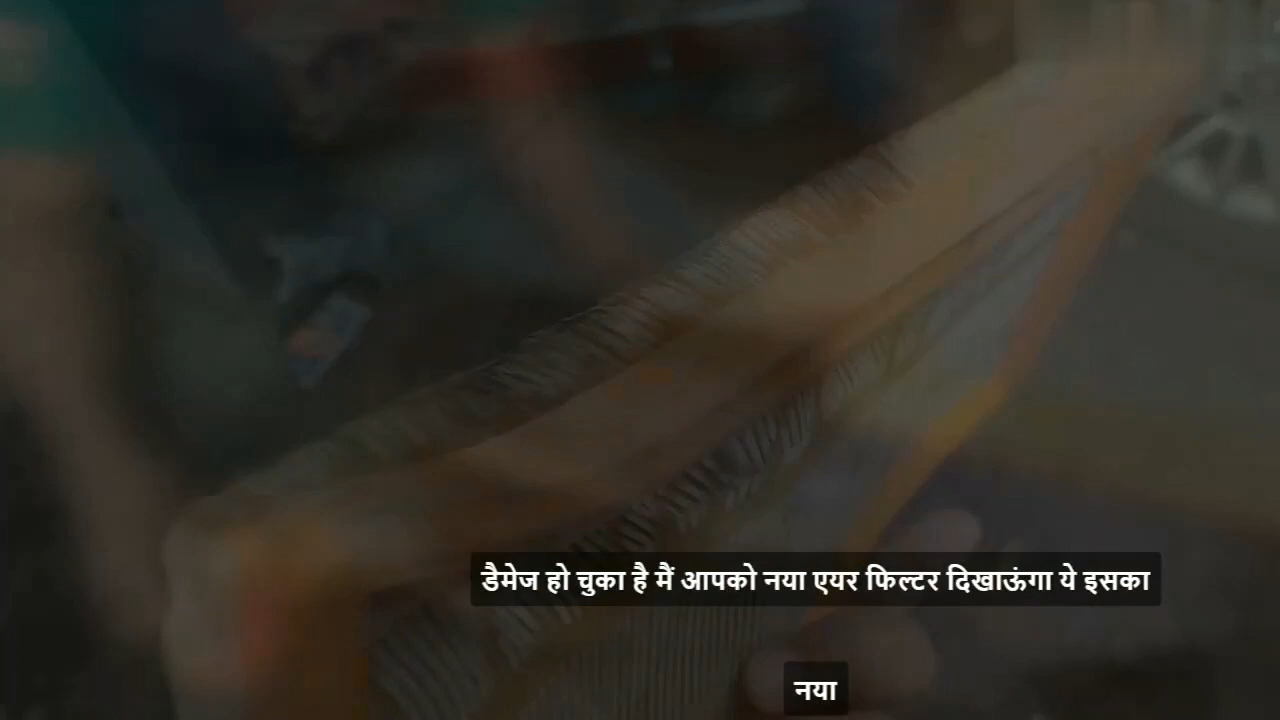 डैमेज हो चुका है मैं आपको नया एयर फिल्टर दिखाऊंगा ये इसका
नया